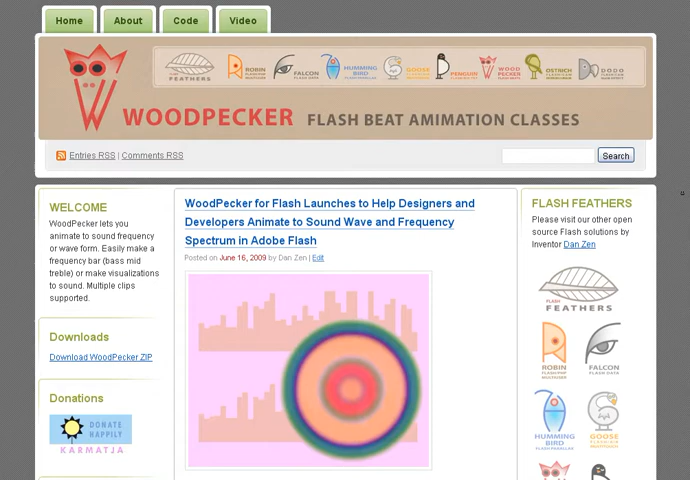 Home
About
Code
Video
FLASH FEATHERS
ROBIN
FALCON
FLASH DATA
HUMMING BIRD
GOOSE
PENGUIN
WOOD PECKER
OSTRICH
DODO
WOODPECKER FLASH BEAT AMIMATION CLASSES
Entries RSS | Comments RSS
Search
WELCOME
WoodPecker lets you
animate to sound frequency
or wave form. Easily make a
frequency bar (bass mid
treble) or make visualizations
to sound. Multiple clips
supported.
Downloads
Download WoodPecker ZIP
Donations
DONATE
HAPPILY
KARMATJA
WoodPecker for Flash Launches to Help Designers and
Developers Animate to Sound Wave and Frequency
Spectrum in Adobe Flash
Posted on June 16, 2009 by Dan Zen | Edit
FLASH FEATHERS
Please visit our other open
source Flash solutions by
Inventor Dan Zen
FLASH
FEATHERS
ROBIN
FALCON
FLASH DATA
HUMMING
BIRD
GOOSE